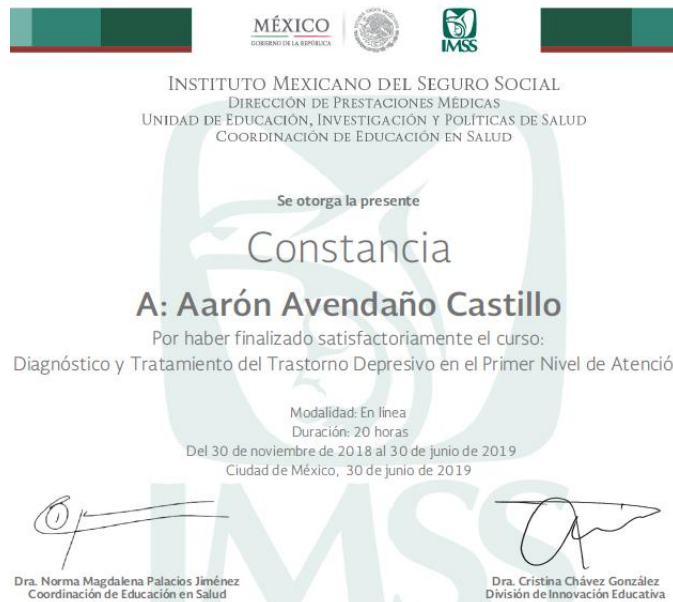 MÉXICO
GOBIERNO DE LA REPÚBLICA
IMSS
INSTITUTO MEXICANO DEL SEGURO SOCIAL
DIRECCIÓN DE PRESTACIONES MÉDICAS
UNIDAD DE EDUCACIÓN, INVESTIGACIÓN Y POLÍTICAS DE SALUD
COORDINACIÓN DE EDUCACIÓN EN SALUD
Se otorga la presente
Constancia
A: Aarón Avendaño Castillo
Por haber finalizado satisfactoriamente el curso:
Diagnóstico y Tratamiento del Trastorno Depresivo en el Primer Nivel de Atenció
Modalidad: En línea
Duración: 20 horas
Del 30 de noviembre de 2018 al 30 de junio de 2019
Ciudad de México, 30 de junio de 2019
IMSS
Dra. Norma Magdalena Palacios Jiménez
Coordinación de Educación en Salud
Dra. Cristina Chávez González
División de Innovación Educativa